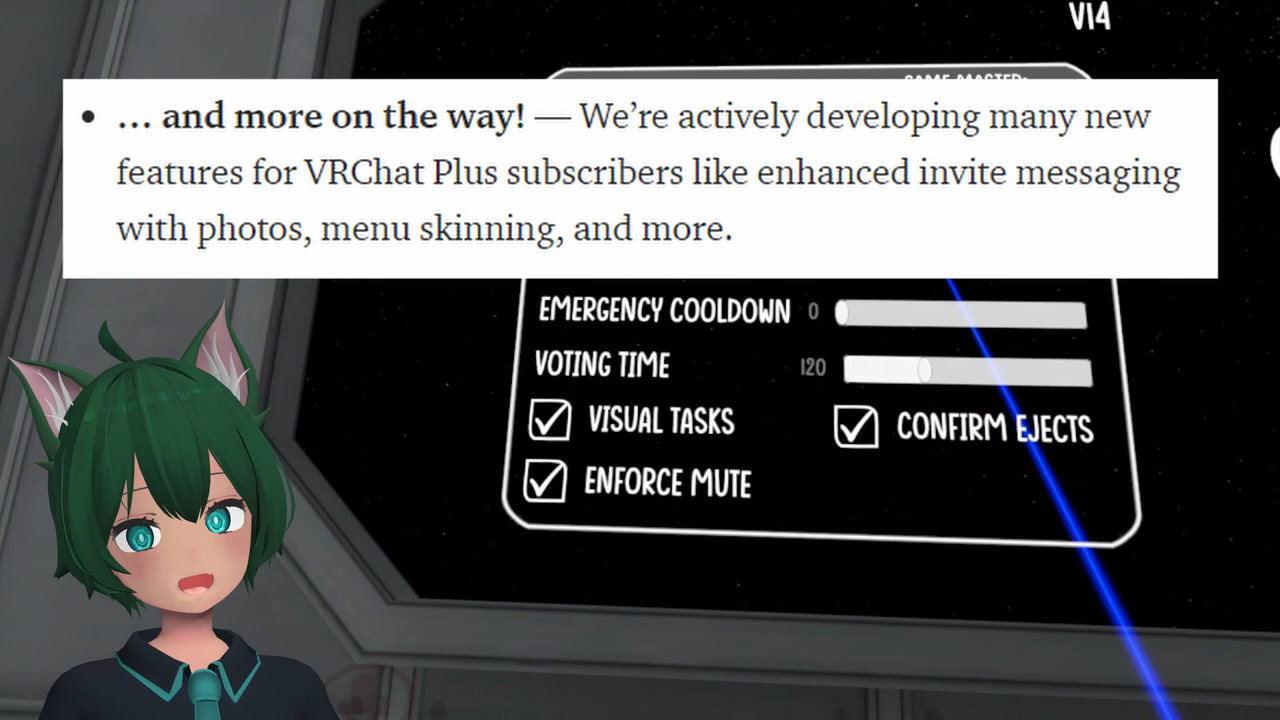 V14
GAME MASTER:
• … and more on the way! — We’re actively developing many new
features for VRChat Plus subscribers like enhanced invite messaging
with photos, menu skinning, and more.
EMERGENCY COOLDOWN 0
VOTING TIME 120
VISUAL TASKS CONFIRM EJECTS
ENFORCE MUTE